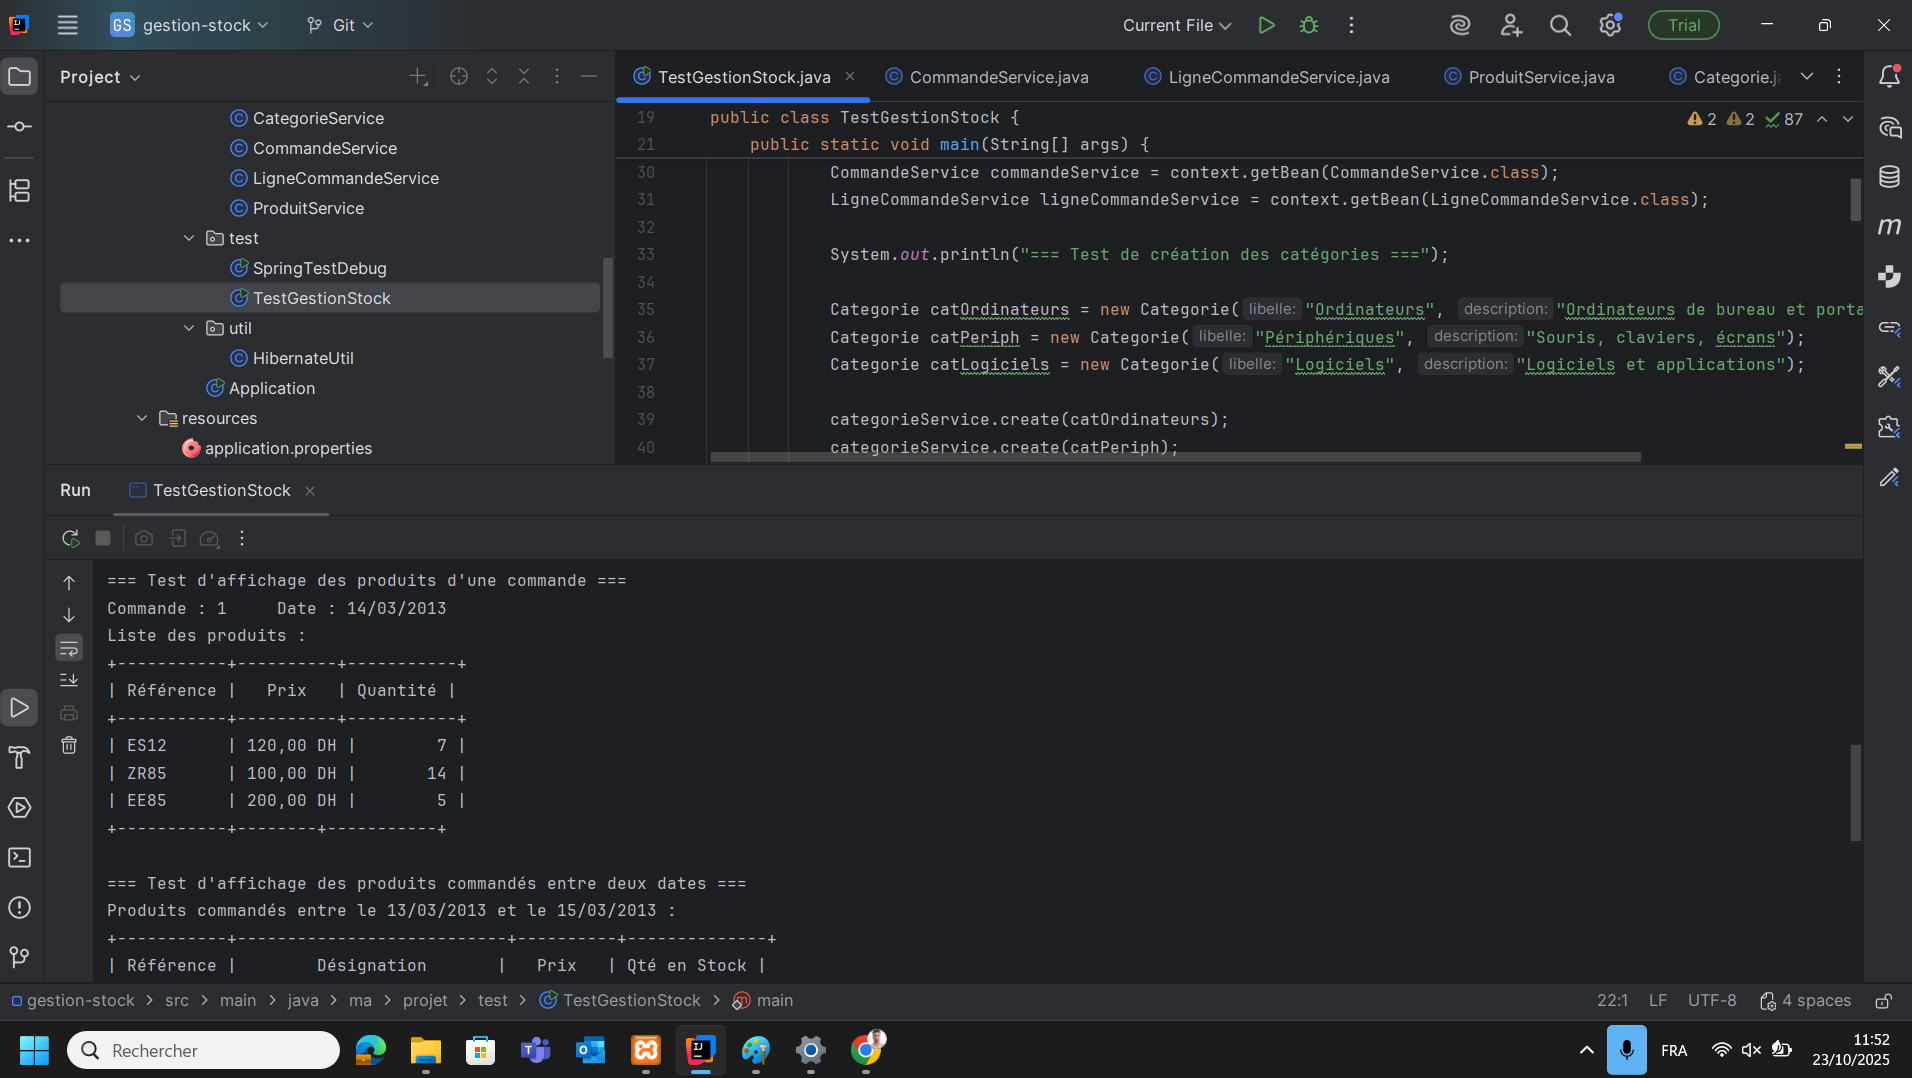 GS gestion-stock Git Current File Trial
Project
TestGestionStock.java CommandeService.java LigneCommandeService.java ProduitService.java Categorie.j
CategorieService
CommandeService
LigneCommandeService
ProduitService
test
SpringTestDebug
TestGestionStock
util
HibernateUtil
Application
resources
application.properties
2 2 87
19 public class TestGestionStock {
21 public static void main(String[] args) {
30 CommandeService commandeService = context.getBean(CommandeService.class);
31 LigneCommandeService ligneCommandeService = context.getBean(LigneCommandeService.class);
32
33 System.out.println("=== Test de création des catégories ===");
34
35 Categorie catOrdinateurs = new Categorie( libelle: "Ordinateurs", description: "Ordinateurs de bureau et porta
36 Categorie catPeriph = new Categorie( libelle: "Périphériques", description: "Souris, claviers, écrans");
37 Categorie catLogiciels = new Categorie( libelle: "Logiciels", description: "Logiciels et applications");
38
39 categorieService.create(catOrdinateurs);
40 categorieService.create(catPeriph);
Run TestGestionStock
=== Test d'affichage des produits d'une commande ===
Commande : 1     Date : 14/03/2013
Liste des produits :
+-----------+----------+-----------+
| Référence |   Prix   | Quantité |
+-----------+----------+-----------+
| ES12      | 120,00 DH |        7 |
| ZR85      | 100,00 DH |       14 |
| EE85      | 200,00 DH |        5 |
+-----------+--------+-----------+
=== Test d'affichage des produits commandés entre deux dates ===
Produits commandés entre le 13/03/2013 et le 15/03/2013 :
+-----------+---------------------------+----------+--------------+
| Référence |        Désignation       |   Prix   | Qté en Stock |
gestion-stock > src > main > java > ma > projet > test > TestGestionStock > main
22:1 LF UTF-8 4 spaces
Rechercher
FRA
11:52
23/10/2025